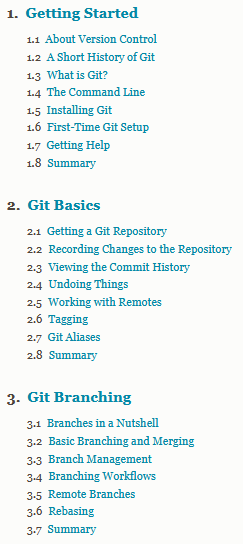 1. Getting Started
1.1 About Version Control
1.2 A Short History of Git
1.3 What is Git?
1.4 The Command Line
1.5 Installing Git
1.6 First-Time Git Setup
1.7 Getting Help
1.8 Summary
2. Git Basics
2.1 Getting a Git Repository
2.2 Recording Changes to the Repository
2.3 Viewing the Commit History
2.4 Undoing Things
2.5 Working with Remotes
2.6 Tagging
2.7 Git Aliases
2.8 Summary
3. Git Branching
3.1 Branches in a Nutshell
3.2 Basic Branching and Merging
3.3 Branch Management
3.4 Branching Workflows
3.5 Remote Branches
3.6 Rebasing
3.7 Summary